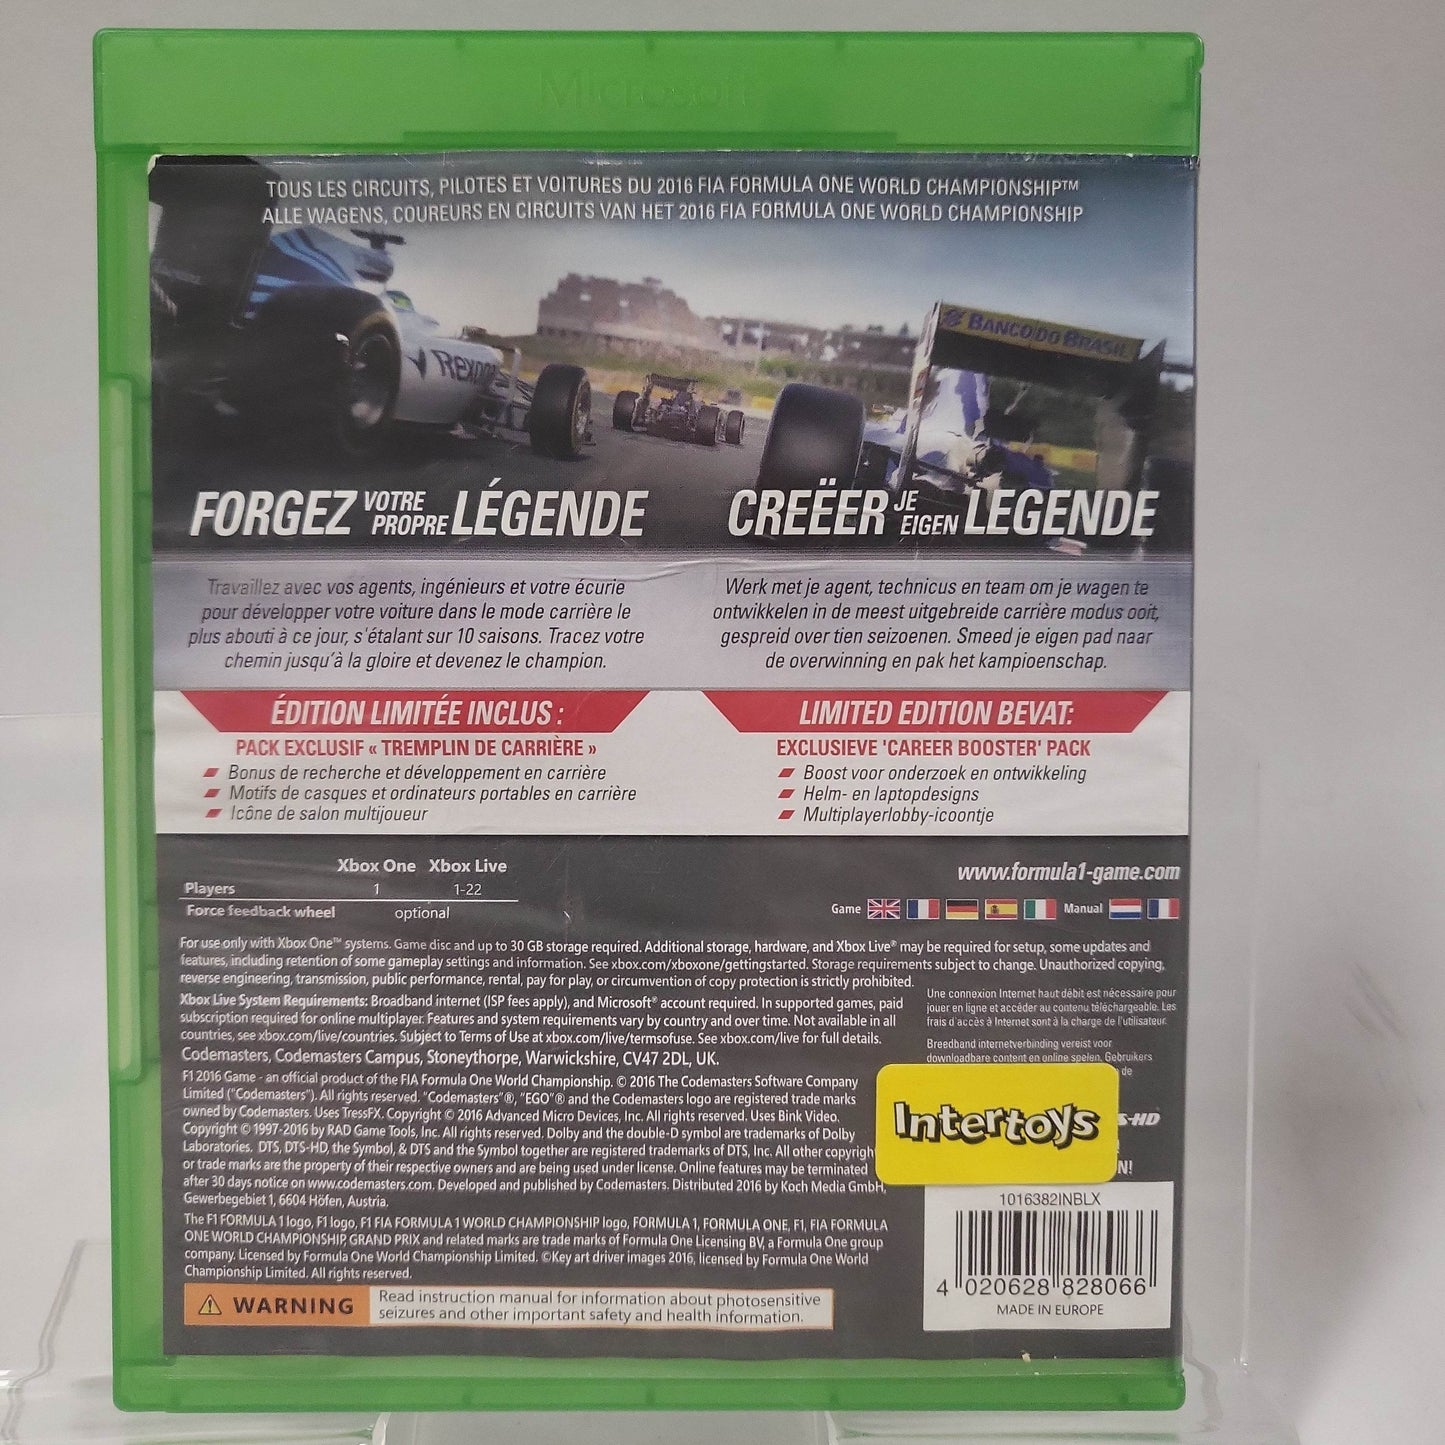 Microsoft
TOUS LES CIRCUITS, PILOTES ET VOITURES DU 2016 FIA FORMULA ONE WORLD CHAMPIONSHIP™
ALLE WAGENS, COUREURS EN CIRCUITS VAN HET 2016 FIA FORMULA ONE WORLD CHAMPIONSHIP
BANCO DO BRASIL
Rexona
FORGEZ VOTRE PROPRE LÉGENDE
CREËER JE EIGEN LEGENDE
Travaillez avec vos agents, ingénieurs et votre écurie
pour développer votre voiture dans le mode carrière le
plus abouti à ce jour, s'étalant sur 10 saisons. Tracez votre
chemin jusqu'à la gloire et devenez le champion.
Werk met je agent, technicus en team om je wagen te
ontwikkelen in de meest uitgebreide carrière modus ooit,
gespreid over tien seizoenen. Smeed je eigen pad naar
de overwinning en pak het kampioenschap.
ÉDITION LIMITÉE INCLUS :
PACK EXCLUSIF « TREMPLIN DE CARRIÈRE »
Bonus de recherche et développement en carrière
Motifs de casques et ordinateurs portables en carrière
Icône de salon multijoueur
LIMITED EDITION BEVAT:
EXCLUSIEVE 'CAREER BOOSTER' PACK
Boost voor onderzoek en ontwikkeling
Helm- en laptopdesigns
Multiplayerlobby-icoontje
Xbox One Xbox Live
Players 1 1-22
Force feedback wheel optional
www.formula1-game.com
Game Manual
For use only with Xbox One™ systems. Game disc and up to 30 GB storage required. Additional storage, hardware, and Xbox Live® may be required for setup, some updates and
features, including retention of some gameplay settings and information. See xbox.com/xboxone/gettingstarted. Storage requirements subject to change. Unauthorized copying,
reverse engineering, transmission, public performance, rental, pay for play, or circumvention of copy protection is strictly prohibited.
Xbox Live System Requirements: Broadband internet (ISP fees apply), and Microsoft® account required. In supported games, paid
subscription required for online multiplayer. Features and system requirements vary by country and over time. Not available in all
countries, see xbox.com/live/countries. Subject to Terms of Use at xbox.com/live/termsofuse. See xbox.com/live for full details.
Codemasters, Codemasters Campus, Stoneythorpe, Warwickshire, CV47 2DL, UK.
F1 2016 Game - an official product of the FIA Formula One World Championship. © 2016 The Codemasters Software Company
Limited ("Codemasters"). All rights reserved. "Codemasters"®, "EGO"® and the Codemasters logo are registered trade marks
owned by Codemasters. Uses TressFX. Copyright © 2016 Advanced Micro Devices, Inc. All rights reserved. Uses Bink Video.
Copyright © 1997-2016 by RAD Game Tools, Inc. All rights reserved. Dolby and the double-D symbol are trademarks of Dolby
Laboratories. DTS, DTS-HD, the Symbol, & DTS and the Symbol together are registered trademarks of DTS, Inc. All other copyright
or trade marks are the property of their respective owners and are being used under license. Online features may be terminated
after 30 days notice on www.codemasters.com. Developed and published by Codemasters. Distributed 2016 by Koch Media GmbH,
Gewerbegebiet 1, 6604 Höfen, Austria.
The F1 FORMULA 1 logo, F1 logo, F1 FIA FORMULA 1 WORLD CHAMPIONSHIP logo, FORMULA 1, FORMULA ONE, F1, FIA FORMULA
ONE WORLD CHAMPIONSHIP, GRAND PRIX and related marks are trade marks of Formula One Licensing BV, a Formula One group
company. Licensed by Formula One World Championship Limited. ©Key art driver images 2016, licensed by Formula One World
Championship Limited. All rights reserved.
Une connexion Internet haut débit est nécessaire pour
jouer en ligne et accéder au contenu téléchargeable. Les
frais d'accès à Internet sont à la charge de l'utilisateur.
Breedband internetverbinding vereist voor
downloadbare content en online spelen. Gebruikers
de
Intertoys
S-HD
N!
WARNING
Read instruction manual for information about photosensitive
seizures and other important safety and health information.
1016382INBLX
4 020628 828066
MADE IN EUROPE